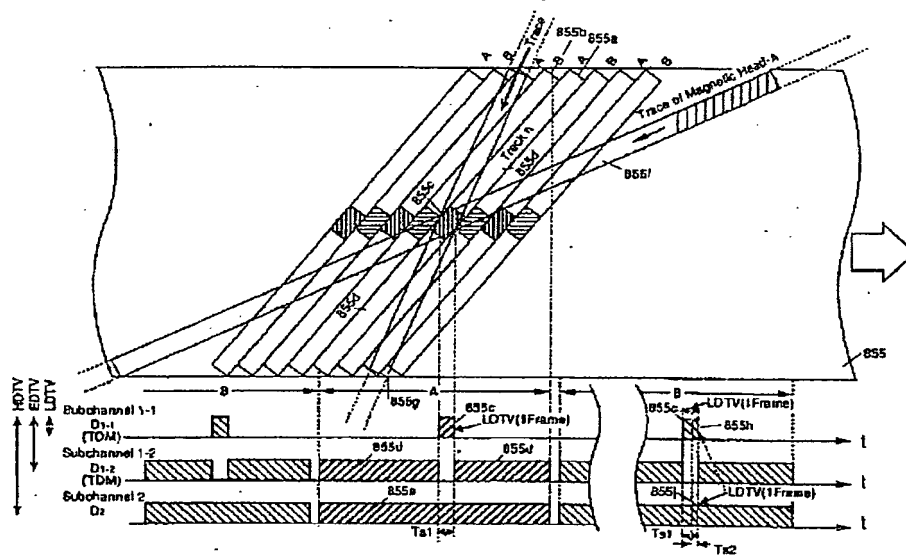 Trace
A
B
A
B
A
B
A
B
855b
855a
Trace of Magnetic Head-A
Track n
855d
855c
855f
855d
855
855g
HDTV
EDTV
LDTV
B
A
B
Subchannel 1-1
D1-1
(TDM)
855c
LDTV(1Frame)
855c
LDTV(1Frame)
855h
t
Subchannel 1-2
D1-2
(TDM)
855d
855d
t
Subchannel 2
D2
855e
855j
LDTV(1Frame)
t
Ts1
Ts1
Ts2